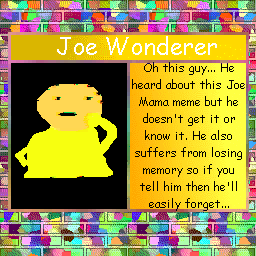 Joe Wonderer
Oh this guy... He
heard about this Joe
Mama meme but he
doesn't get it or
know it. He also
suffers from losing
memory so if you
tell him then he'll
easily forget...